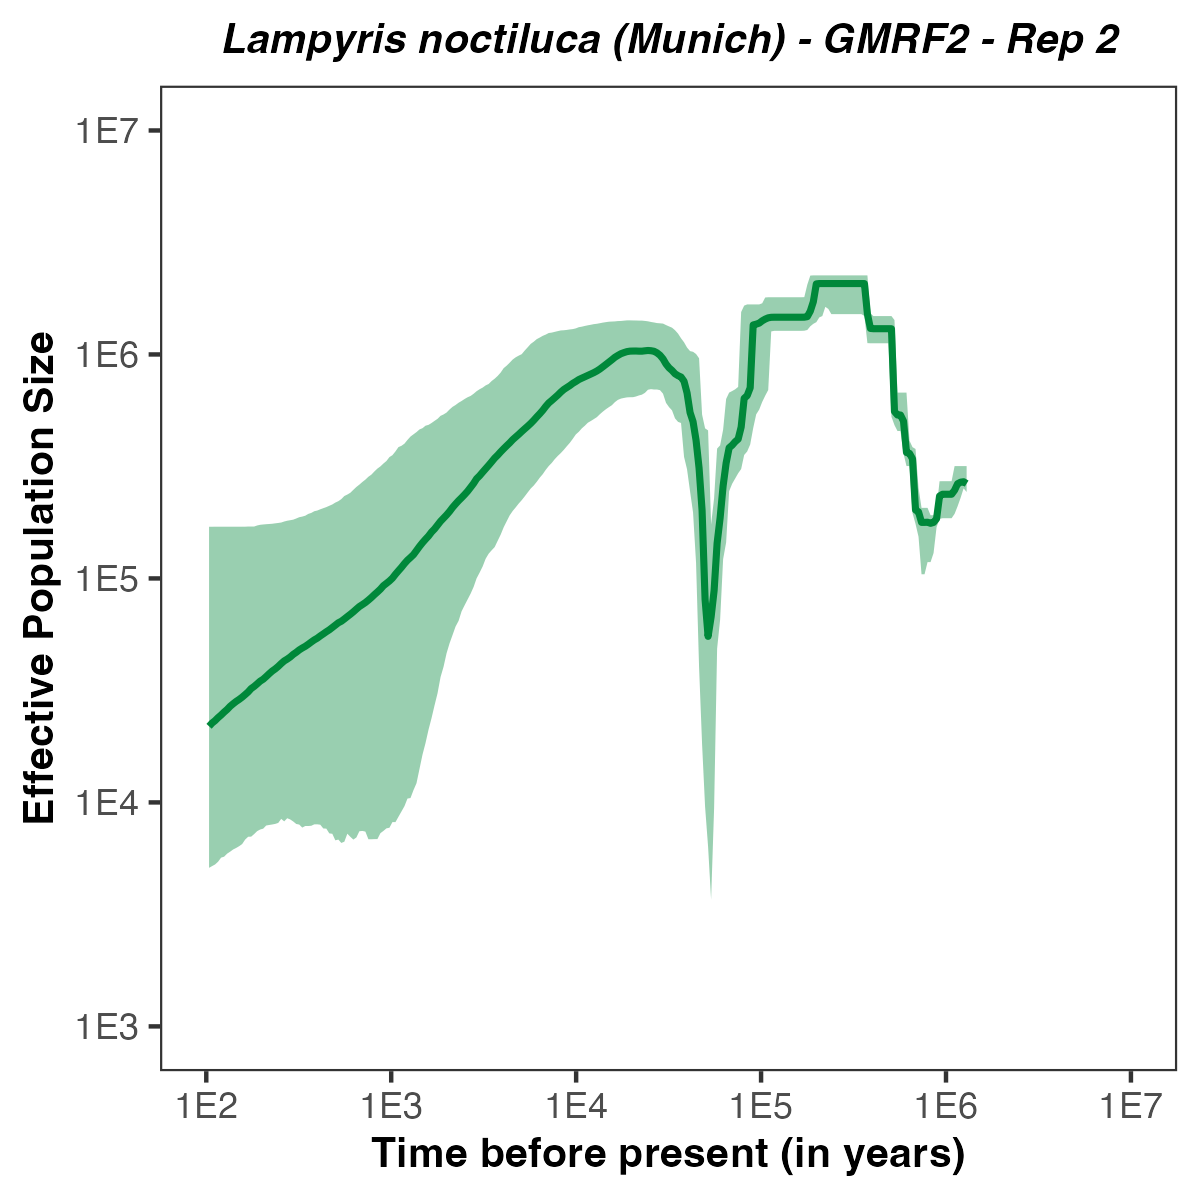 Lampyris noctiluca (Munich) - GMRF2 - Rep 2
Effective Population Size
1E7
1E6
1E5
1E4
1E3
1E2 1E3 1E4 1E5 1E6 1E7
Time before present (in years)